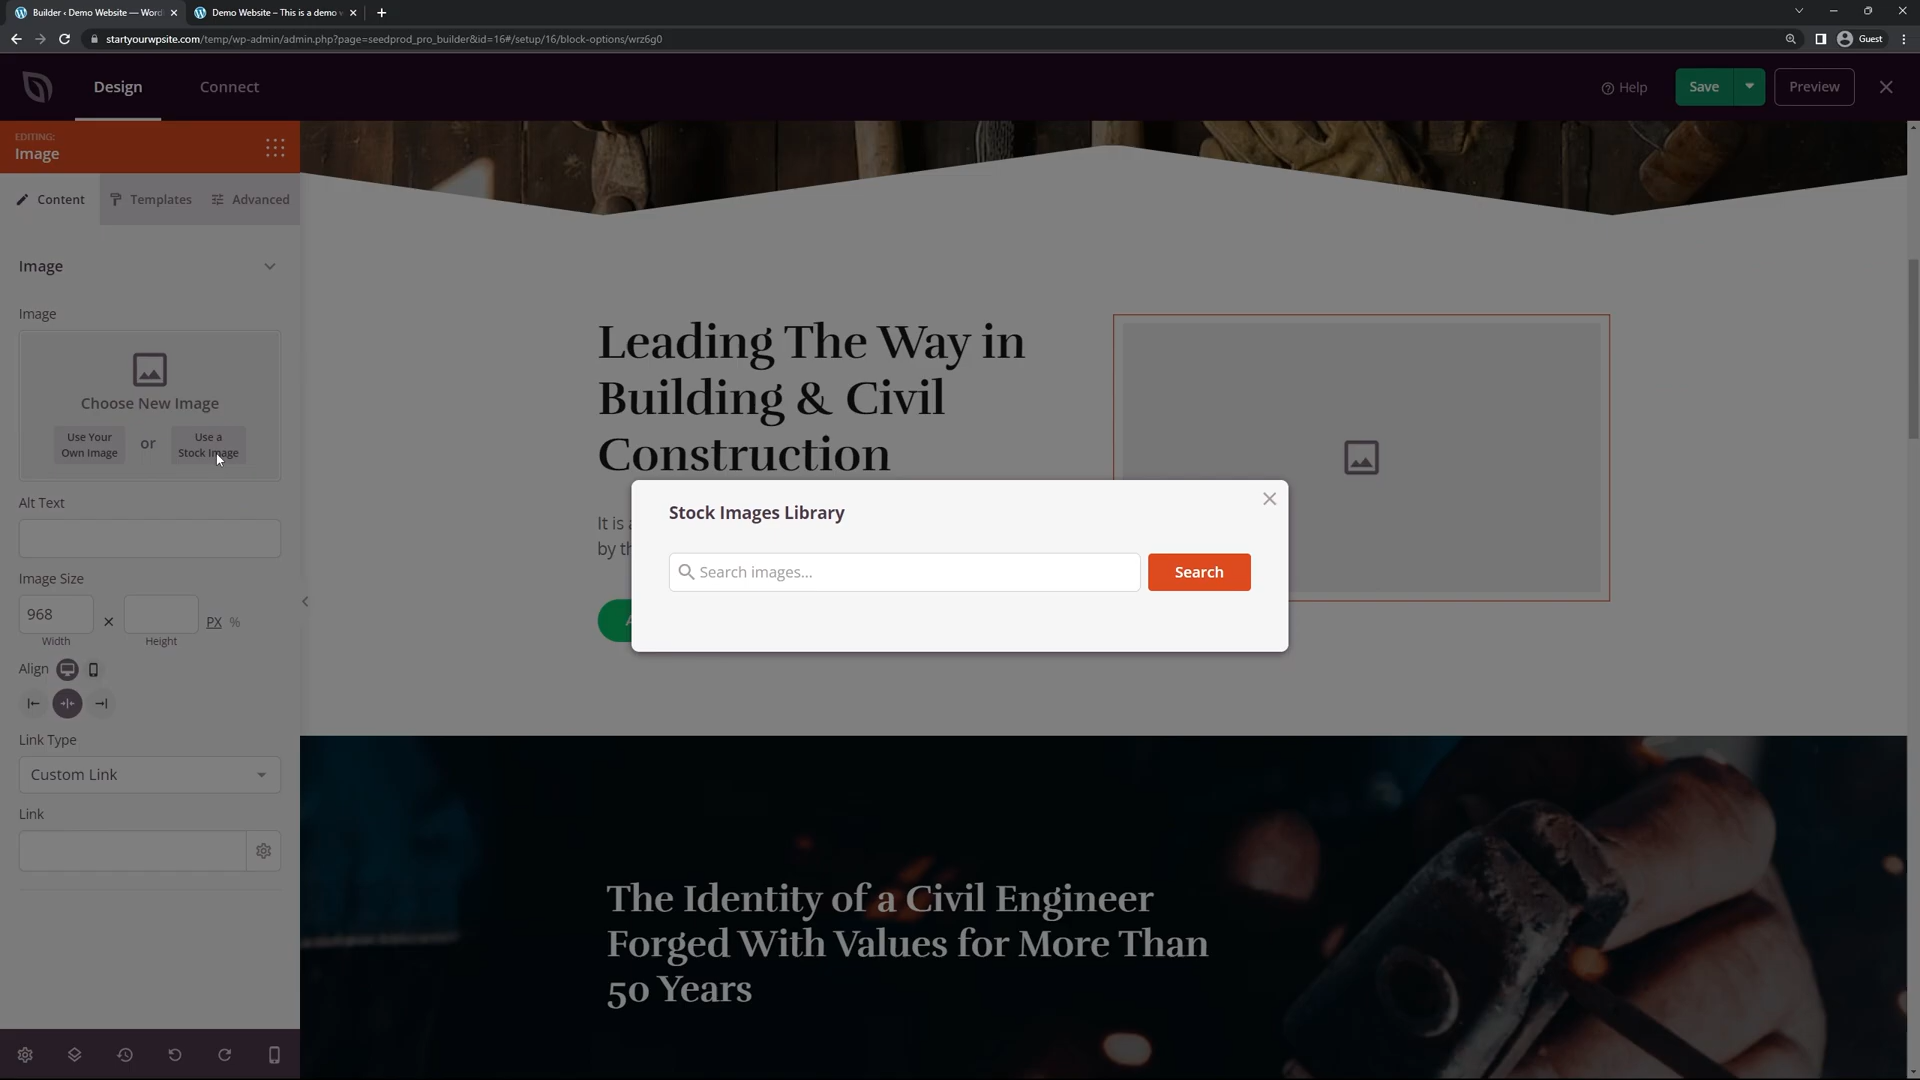 Builder ‹ Demo Website — Word
Demo Website – This is a demo
startyourwpsite.com/temp/wp-admin/admin.php?page=seedprod_pro_builder&id=16#/setup/16/block-options/wrz6g0
Guest
Design
Connect
Help
Save
Preview
EDITING:
Image
Content
Templates
Advanced
Image
Image
Choose New Image
Use Your
Own Image
or
Use a
Stock Image
Alt Text
Image Size
968
×
PX %
Width
Height
Align
Link Type
Custom Link
Link
Leading The Way in
Building & Civil
Construction
It is
by th
Stock Images Library
Search images...
Search
The Identity of a Civil Engineer
Forged With Values for More Than
50 Years